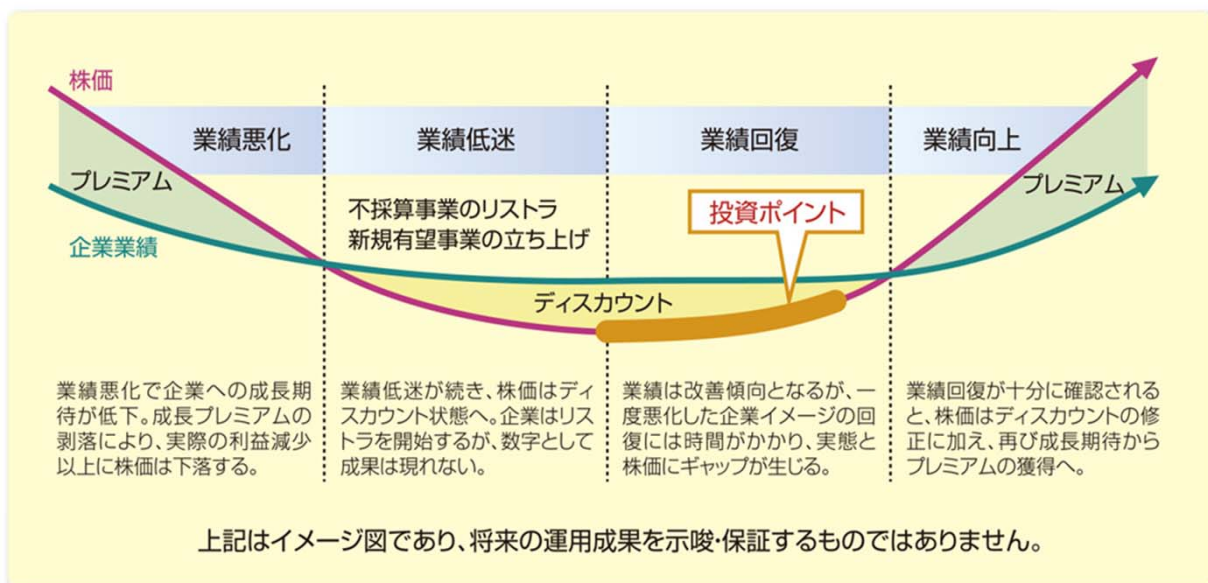 株価
業績悪化
業績低迷
業績回復
業績向上
プレミアム
企業業績
不採算事業のリストラ
新規有望事業の立ち上げ
投資ポイント
プレミアム
ディスカウント
業績悪化で企業への成長期
待が低下。成長プレミアムの
剥落により、実際の利益減少
以上に株価は下落する。
業績低迷が続き、株価はディ
スカウント状態へ。企業はリス
トラを開始するが、数字として
成果は現れない。
業績は改善傾向となるが、一
度悪化した企業イメージの回
復には時間がかかり、実態と
株価にギャップが生じる。
業績回復が十分に確認される
と、株価はディスカウントの修
正に加え、再び成長期待から
プレミアムの獲得へ。
上記はイメージ図であり、将来の運用成果を示唆・保証するものではありません。